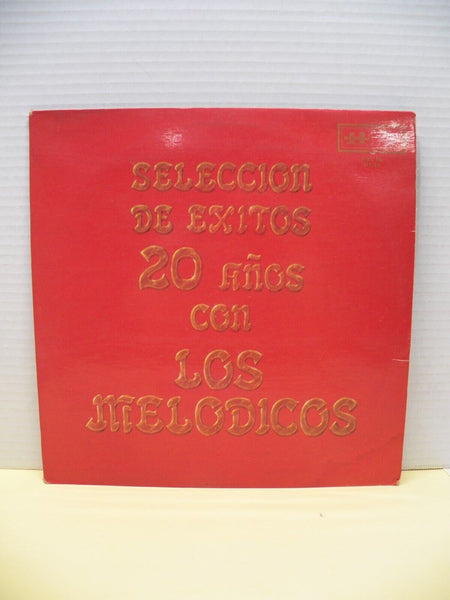 SELECCION
DE EXITOS
20 AÑOS
CON
LOS
MELODICOS